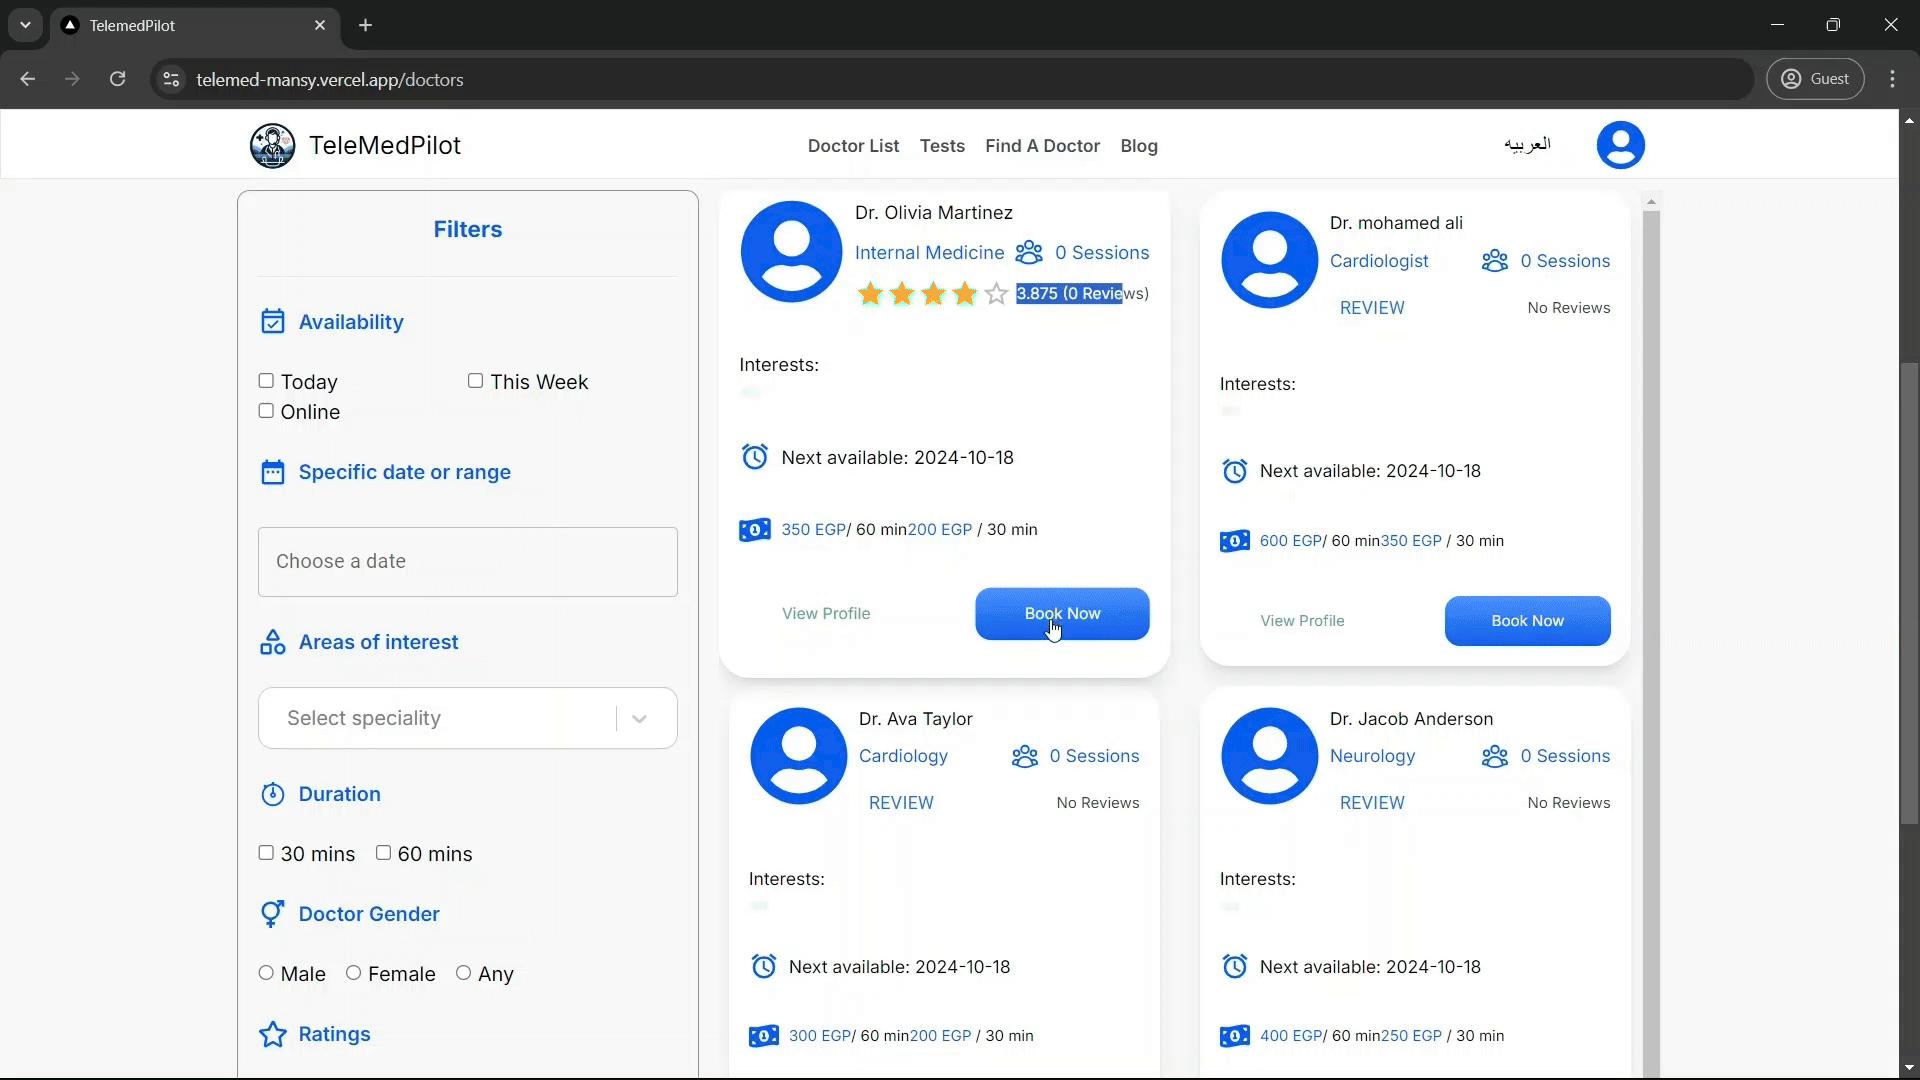 TelemedPilot
telemed-mansy.vercel.app/doctors
Guest
TeleMedPilot
Doctor List Tests Find A Doctor Blog
العربيه
Filters
Availability
Today This Week
Online
Specific date or range
Choose a date
Areas of interest
Select speciality
Duration
30 mins 60 mins
Doctor Gender
Male Female Any
Ratings
Dr. Olivia Martinez
Internal Medicine 0 Sessions
3.875 (0 Reviews)
Interests:
Next available: 2024-10-18
350 EGP/ 60 min200 EGP / 30 min
View Profile Book Now
Dr. mohamed ali
Cardiologist 0 Sessions
REVIEW No Reviews
Interests:
Next available: 2024-10-18
600 EGP/ 60 min350 EGP / 30 min
View Profile Book Now
Dr. Ava Taylor
Cardiology 0 Sessions
REVIEW No Reviews
Interests:
Next available: 2024-10-18
300 EGP/ 60 min200 EGP / 30 min
Dr. Jacob Anderson
Neurology 0 Sessions
REVIEW No Reviews
Interests:
Next available: 2024-10-18
400 EGP/ 60 min250 EGP / 30 min